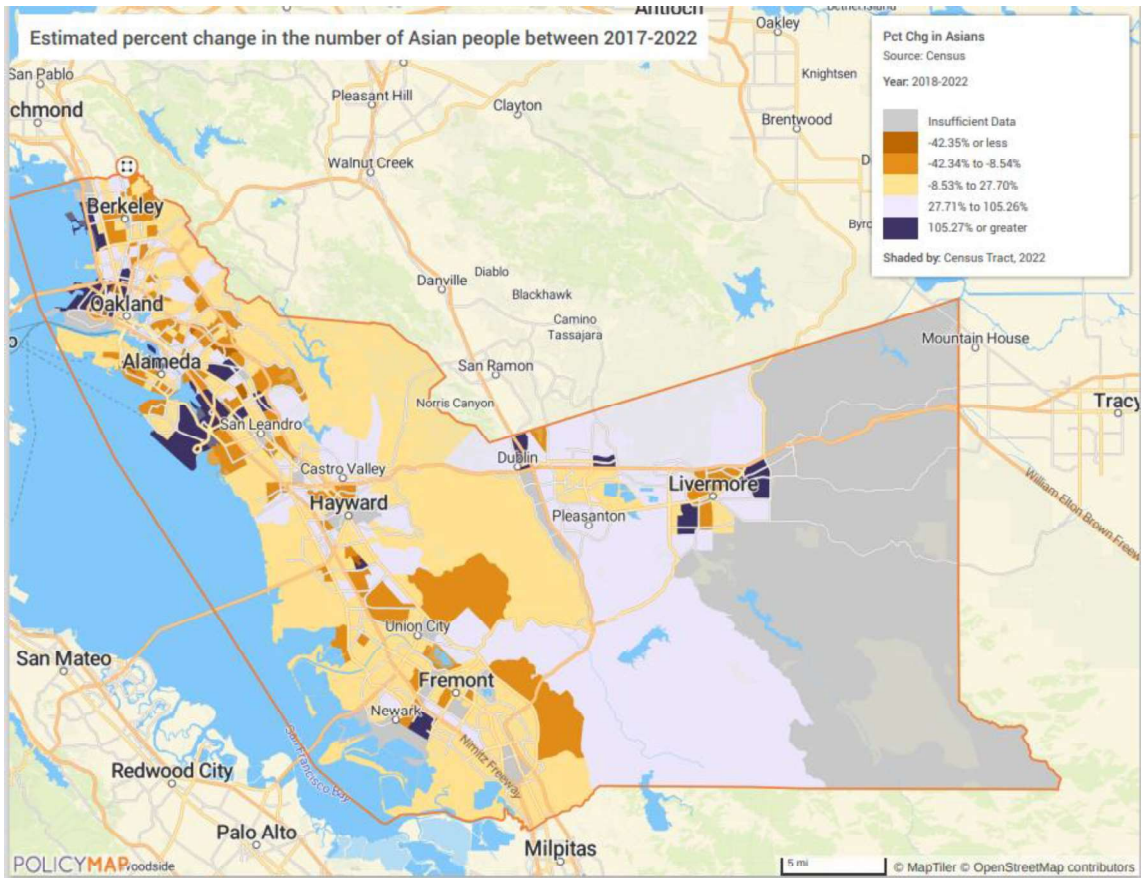 Antioch
Bethel Island
Oakley
Estimated percent change in the number of Asian people between 2017-2022
Pct Chg in Asians
Source: Census
Year: 2018-2022
Insufficient Data
-42.35% or less
-42.34% to -8.54%
-8.53% to 27.70%
27.71% to 105.26%
105.27% or greater
Shaded by: Census Tract, 2022
San Pablo
Pleasant Hill
Knightsen
chmond
Clayton
Brentwood
Walnut Creek
D
Berkeley
Byrc
Danville
Diablo
Blackhawk
Oakland
Camino
Tassajara
o
Mountain House
Alameda
San Ramon
Norris Canyon
Tracy
San Leandro
Dublin
Castro Valley
Livermore
Hayward
Pleasanton
William Elton Brown Freew
Union City
San Mateo
Fremont
Newark
Nimitz Freeway
San Francisco Bay
Redwood City
Palo Alto
Milpitas
POLICYMAP
oodside
5 mi
© MapTiler © OpenStreetMap contributors